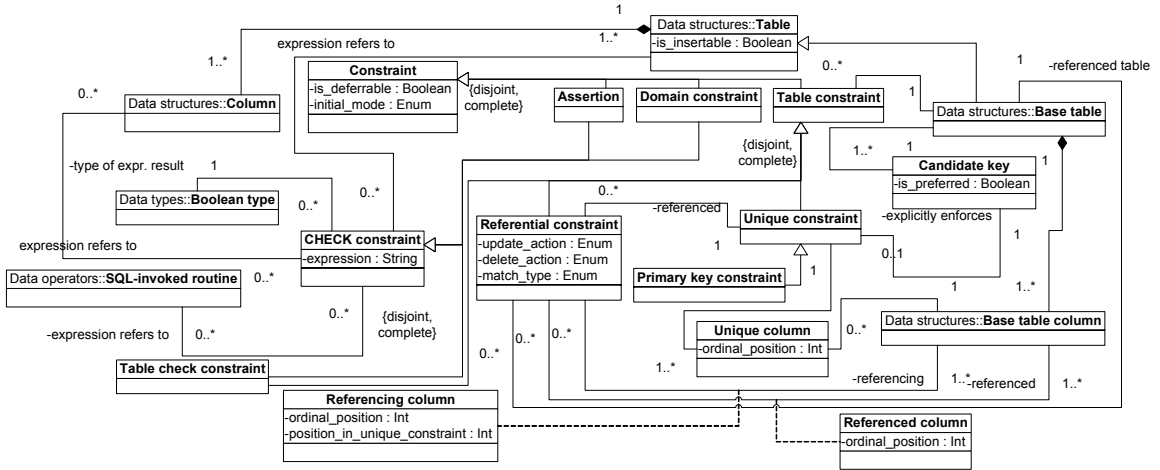 1
Data structures::Table
-is_insertable : Boolean
expression refers to
1..*
1..*
0..*
Data structures::Column
Constraint
-is_deferrable : Boolean
-initial_mode : Enum
{disjoint,
complete}
Assertion
Domain constraint
Table constraint
0..*
1
1
1
-referenced table
Data structures::Base table
{disjoint,
complete}
1..*
1
1
Candidate key
-is_preferred : Boolean
-type of expr. result
1
0..*
Data types::Boolean type
0..*
0..*
-referenced
-explicitly enforces
Referential constraint
-update_action : Enum
-delete_action : Enum
-match_type : Enum
Unique constraint
1
1
0..1
1
CHECK constraint
-expression : String
expression refers to
Data operators::SQL-invoked routine
0..*
Primary key constraint
1
1..*
-expression refers to
0..*
0..*
{disjoint,
complete}
0..*
0..*
0..*
Unique column
-ordinal_position : Int
0..*
Data structures::Base table column
Table check constraint
1..*
-referencing
1..*
-referenced
1..*
Referencing column
-ordinal_position : Int
-position_in_unique_constraint : Int
Referenced column
-ordinal_position : Int